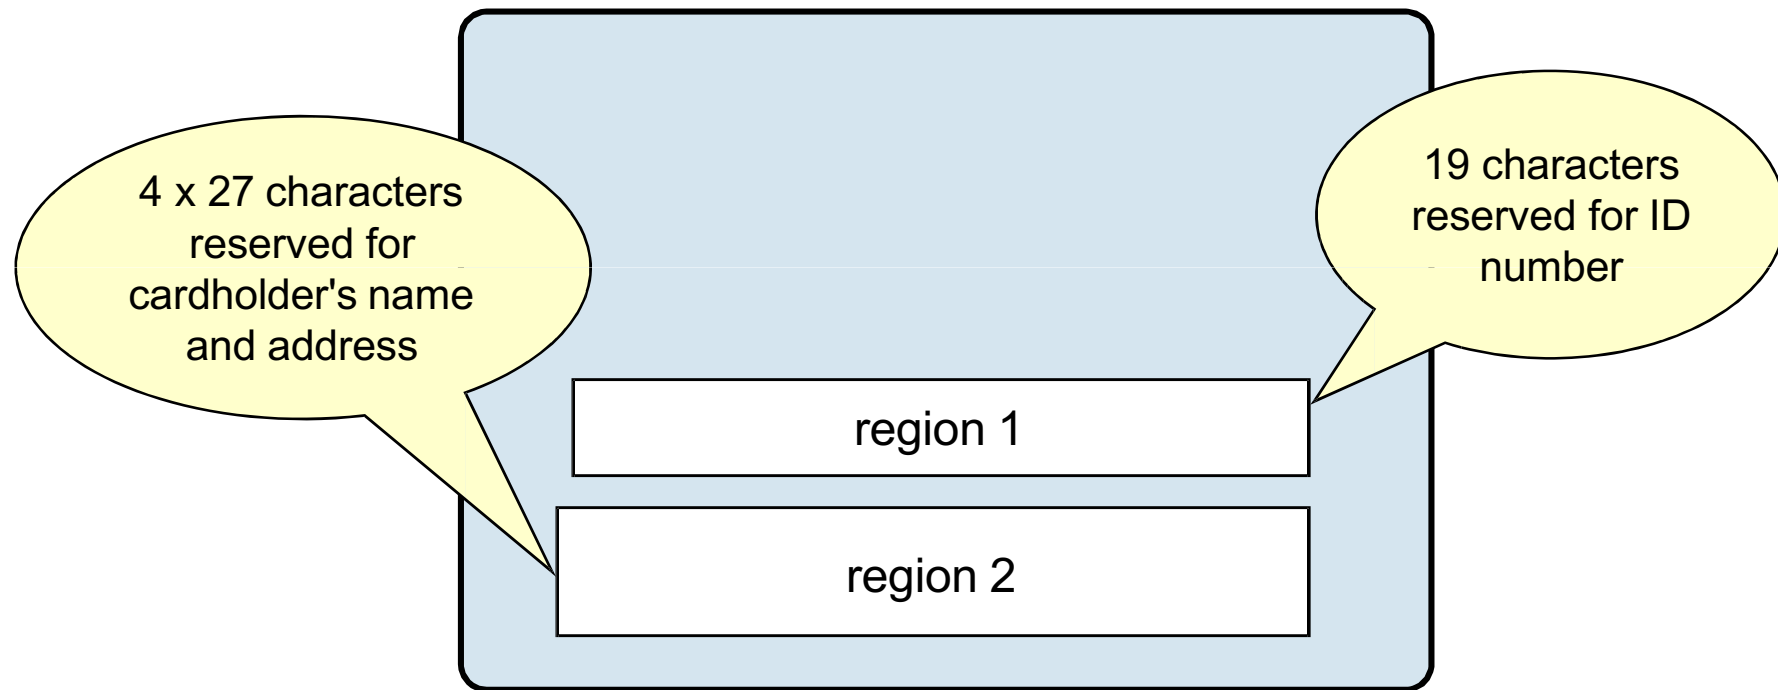 4 x 27 characters
reserved for
cardholder's name
and address
19 characters
reserved for ID
number
region 1
region 2